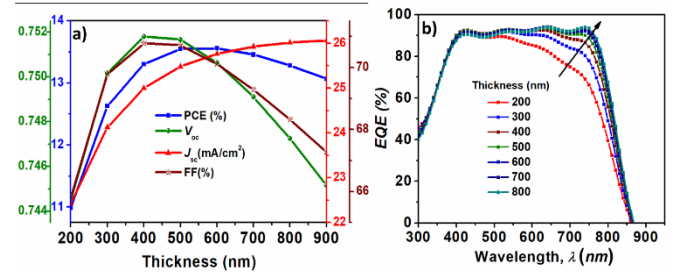 a)
0.752
0.750
0.748
0.746
0.744
14
13
12
11
PCE (%)
Voc
Jsc(mA/cm²)
FF(%)
26
25
24
23
22
70
68
66
200 300 400 500 600 700 800 900
Thickness (nm)
b)
EQE (%)
100
80
60
40
20
0
Thickness (nm)
200
300
400
500
600
700
800
300 400 500 600 700 800 900
Wavelength, λ (nm)